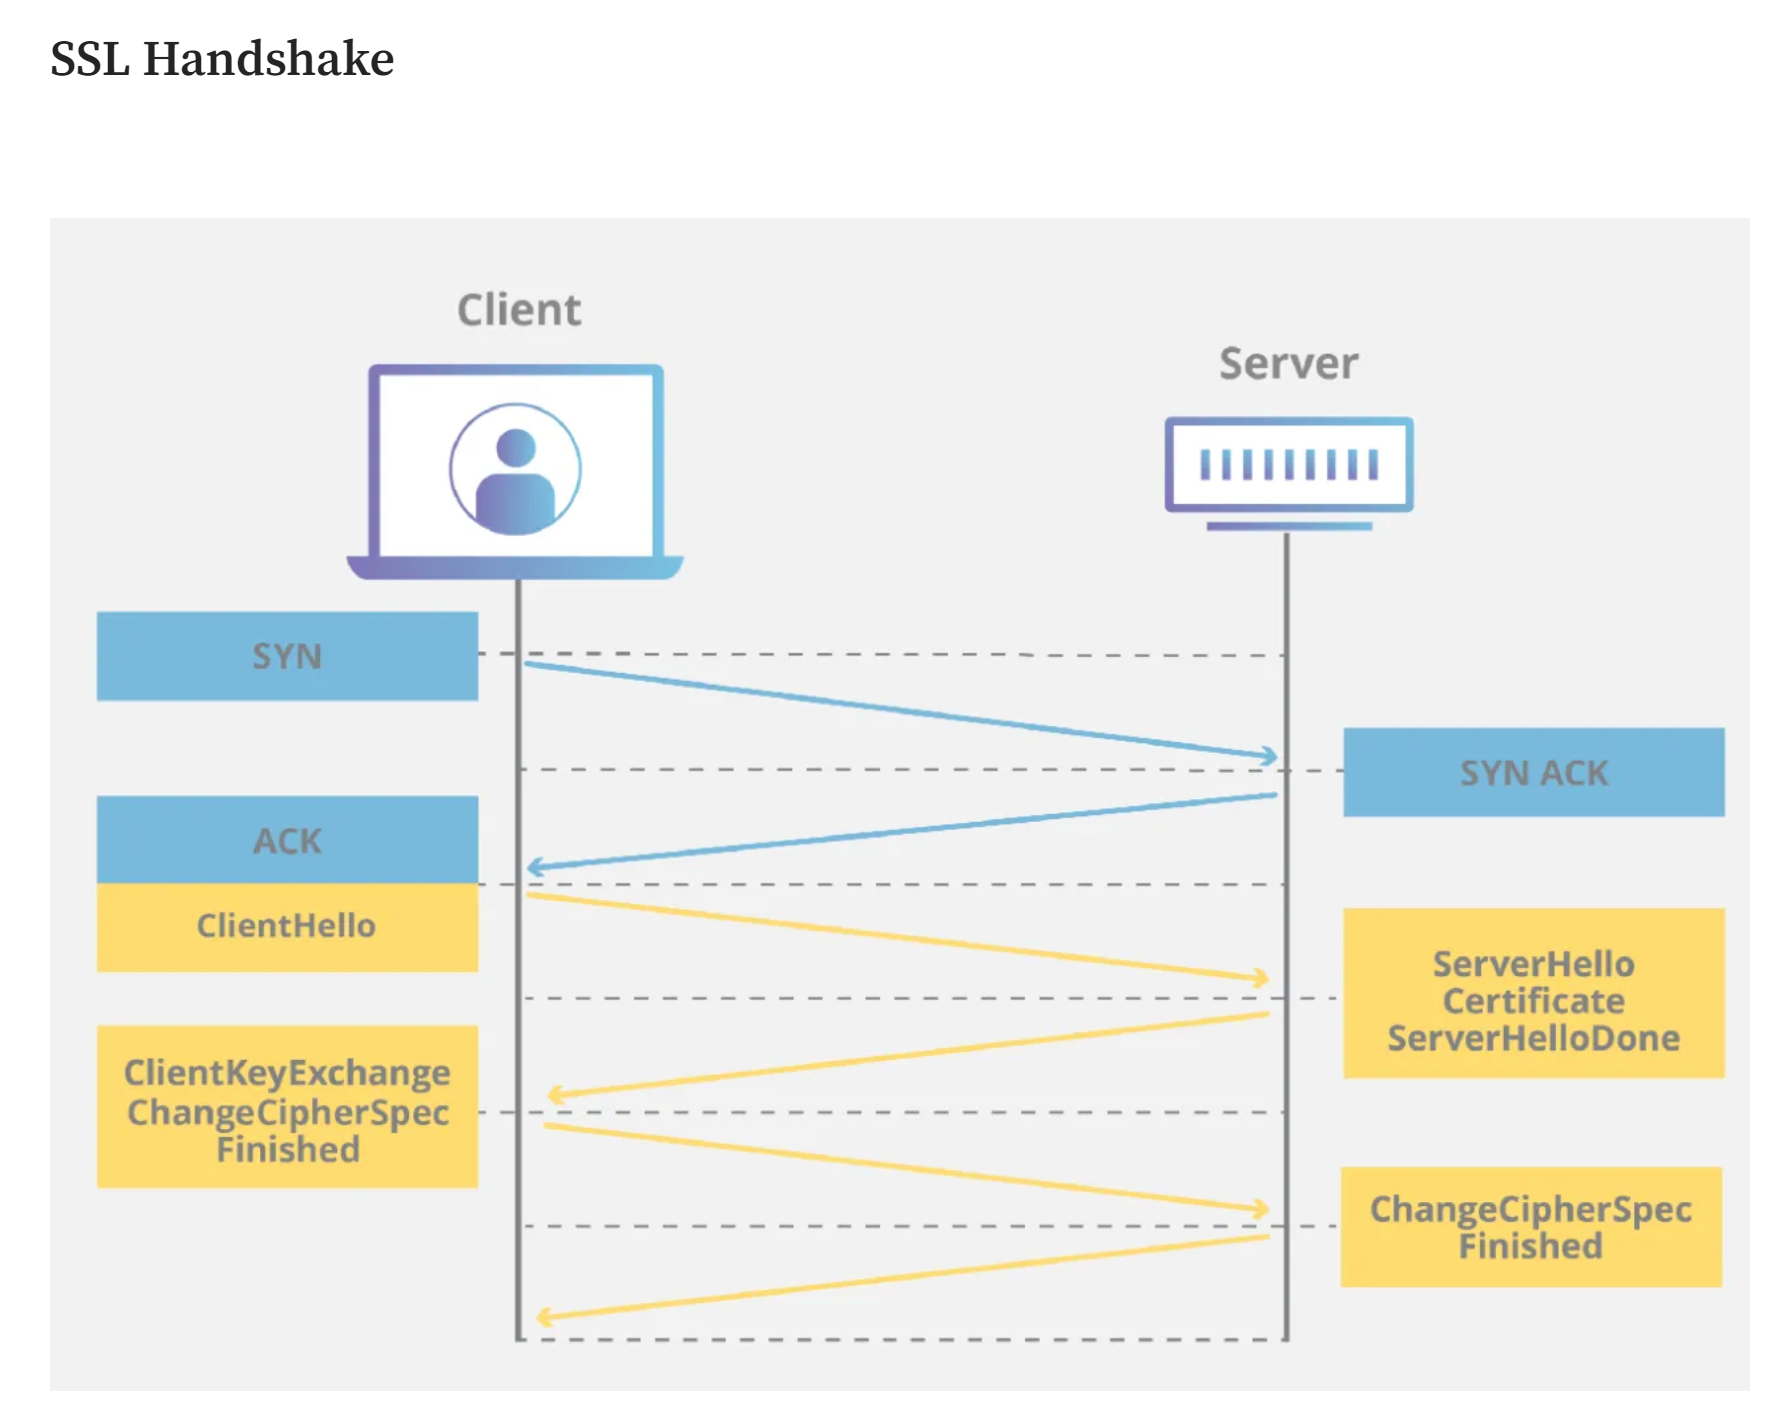 SSL Handshake
Client
Server
SYN
SYN ACK
ACK
ClientHello
ServerHello
Certificate
ServerHelloDone
ClientKeyExchange
ChangeCipherSpec
Finished
ChangeCipherSpec
Finished